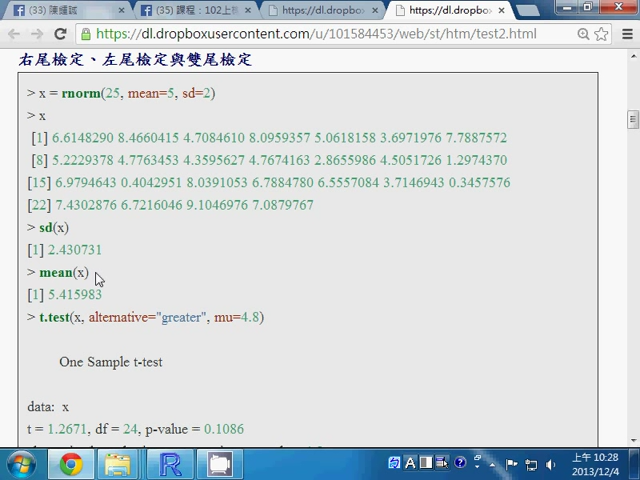 (33) 陳鍾誠
(35) 課程：102上
https://dl.dropbox
https://dl.dropbox
https://dl.dropboxusercontent.com/u/101584453/web/st/htm/test2.html
右尾檢定、左尾檢定與雙尾檢定
> x = rnorm(25, mean=5, sd=2)
> x
[1] 6.6148290 8.4660415 4.7084610 8.0959357 5.0618158 3.6971976 7.7887572
[8] 5.2229378 4.7763453 4.3595627 4.7674163 2.8655986 4.5051726 1.2974370
[15] 6.9794643 0.4042951 8.0391053 6.7884780 6.5557084 3.7146943 0.3457576
[22] 7.4302876 6.7216046 9.1046976 7.0879767
> sd(x)
[1] 2.430731
> mean(x)
[1] 5.415983
> t.test(x, alternative="greater", mu=4.8)
One Sample t-test
data: x
t = 1.2671, df = 24, p-value = 0.1086
上午 10:28
2013/12/4